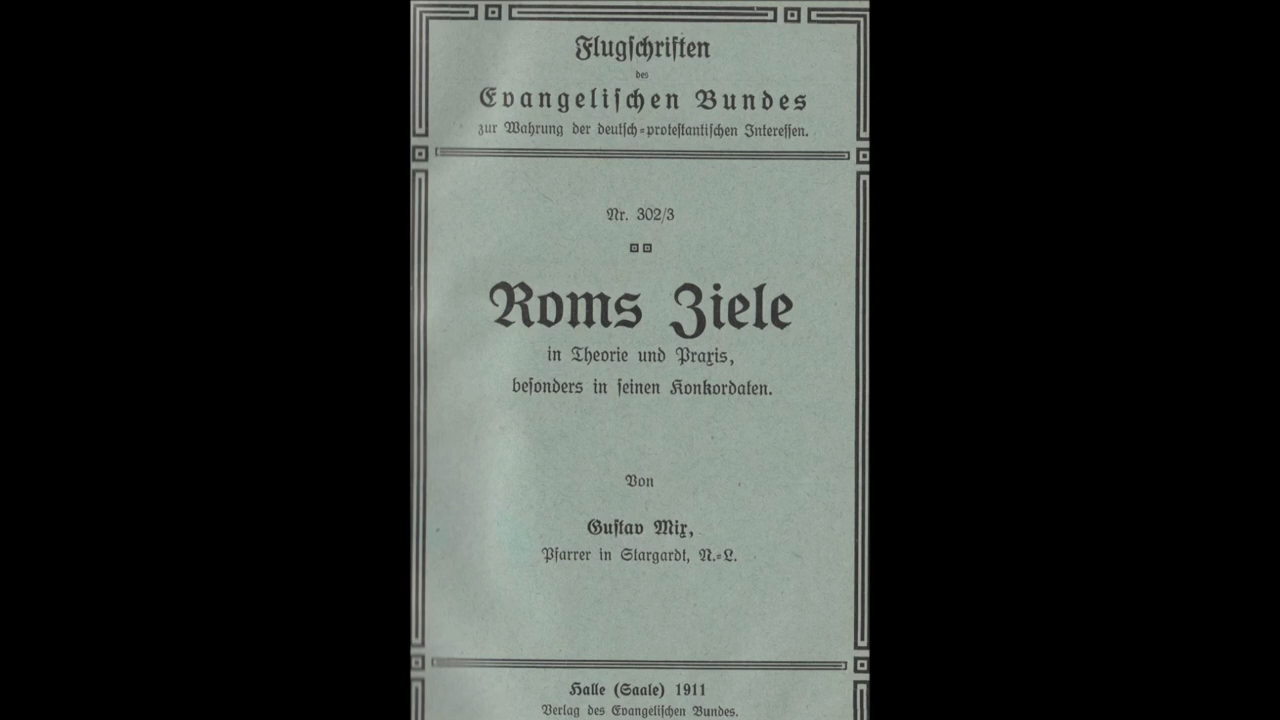 Flugschriften
des
Evangelischen Bundes
zur Wahrung der deutsch-protestantischen Interessen.
Nr. 302/3
Roms Ziele
in Theorie und Praxis,
besonders in seinen Konkordaten.
Von
Gustav Mix,
Pfarrer in Stargardt, N.-L.
Halle (Saale) 1911
Verlag des Evangelischen Bundes.